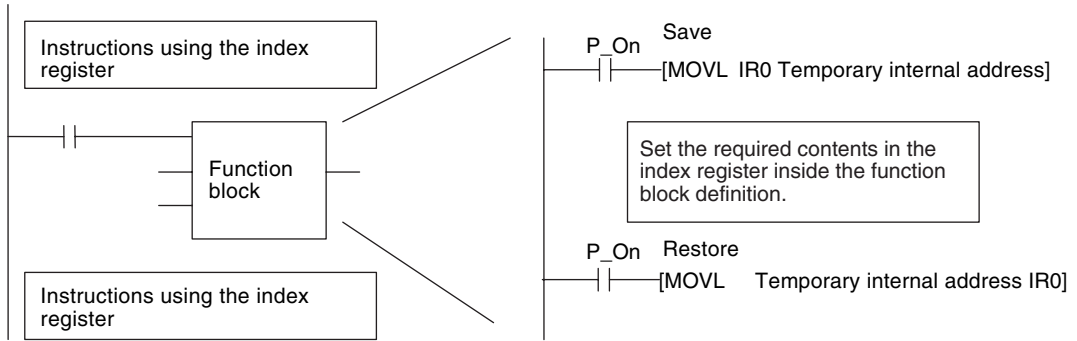 Instructions using the index
register
Function
block
Instructions using the index
register
P_On Save
[MOVL IR0 Temporary internal address]
Set the required contents in the
index register inside the function
block definition.
P_On Restore
[MOVL Temporary internal address IR0]